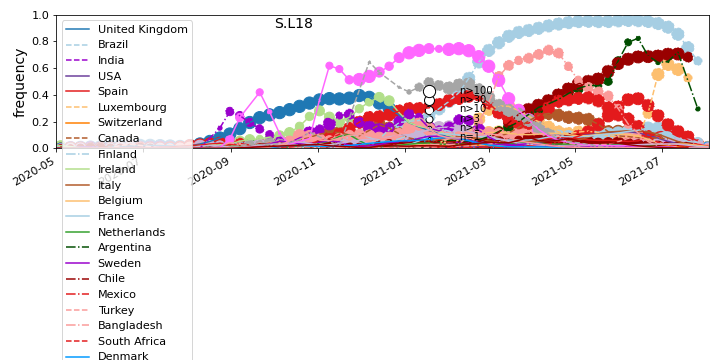 S.L18
frequency
1.0
0.8
0.6
0.4
0.2
0.0
2020-05
2020-09
2020-11
2021-01
2021-03
2021-05
2021-07
United Kingdom
Brazil
India
USA
Spain
Luxembourg
Switzerland
Canada
Finland
Ireland
Italy
Belgium
France
Netherlands
Argentina
Sweden
Chile
Mexico
Turkey
Bangladesh
South Africa
Denmark
n>100
n>30
n>10
n>3
n>1